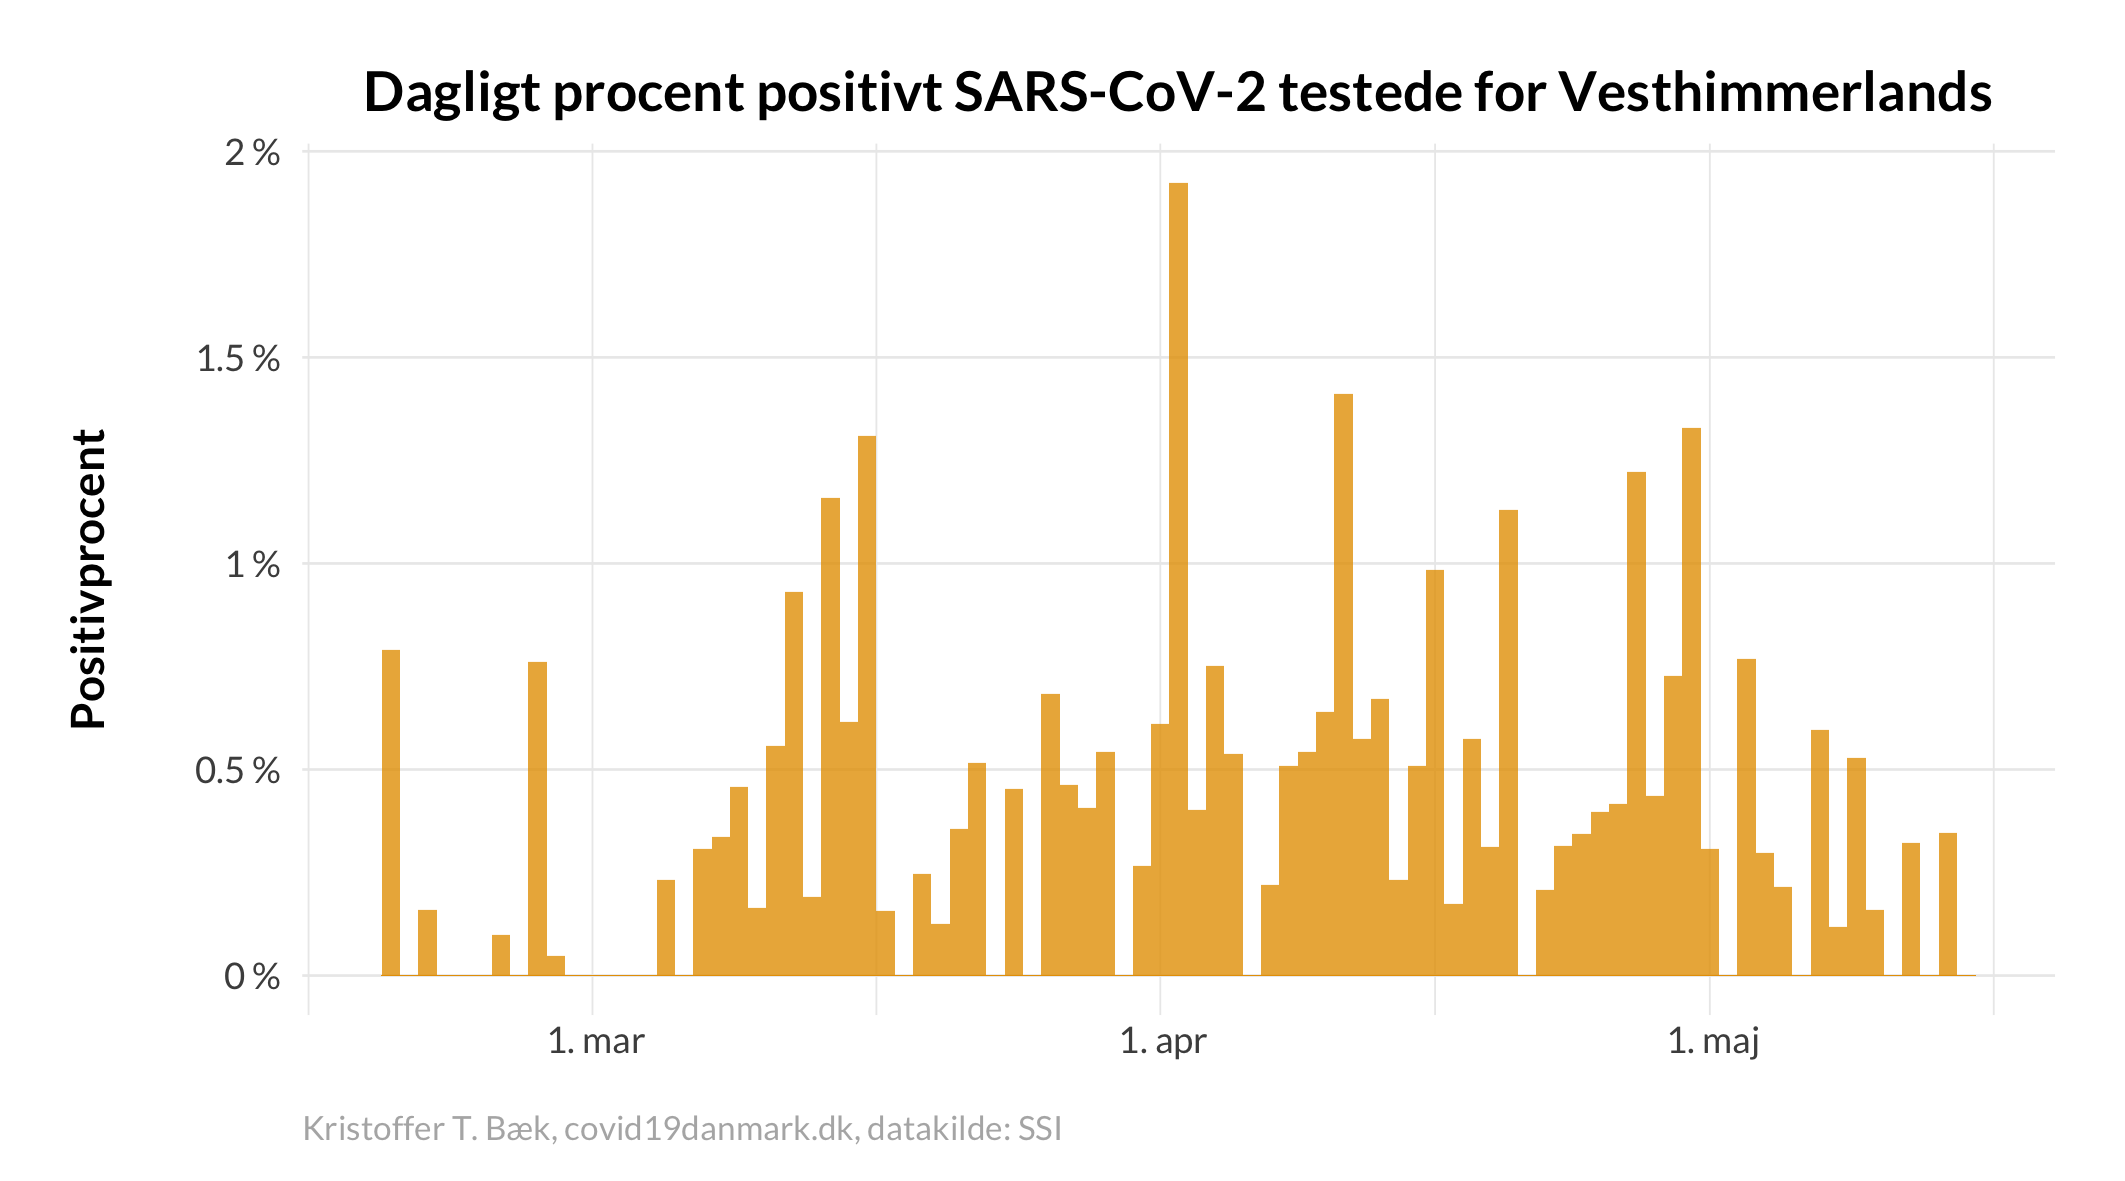 Dagligt procent positivt SARS-CoV-2 testede for Vesthimmerlands
2 %
1.5 %
1 %
0.5 %
0 %
Positivprocent
1. mar
1. apr
1. maj
Kristoffer T. Bæk, covid19danmark.dk, datakilde: SSI